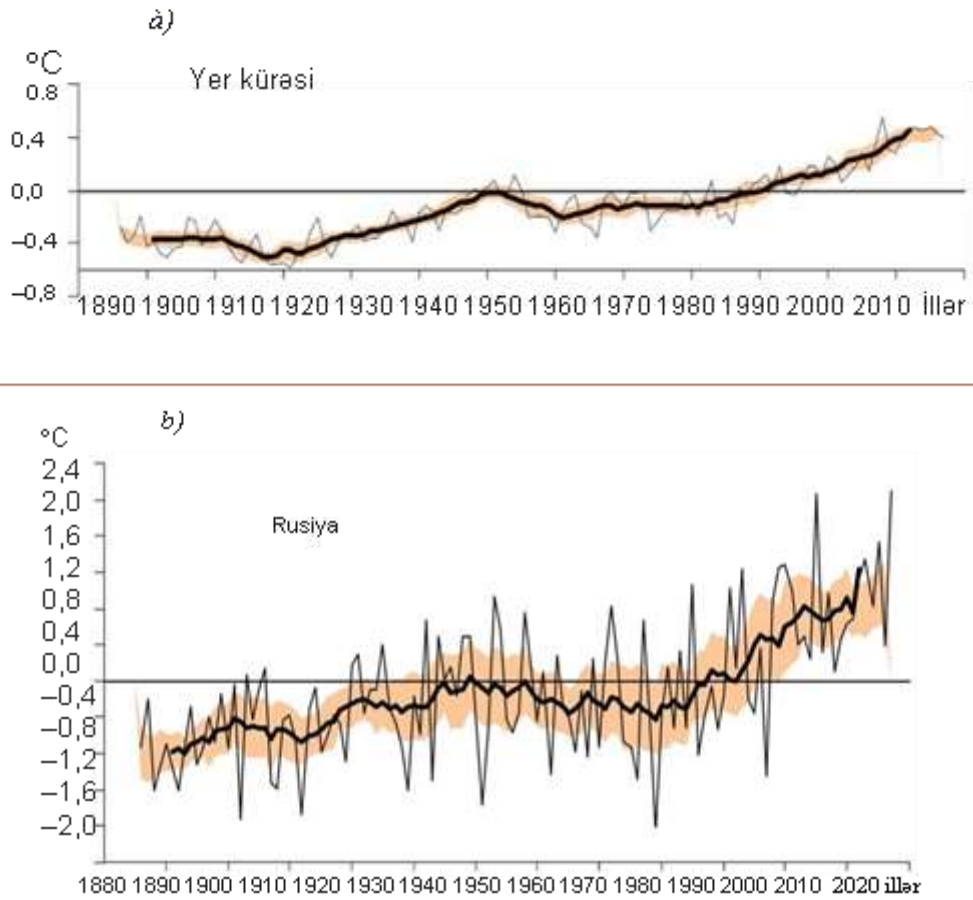 à)
°C
Yer kürəsi
0.8
0,4
0,0
–0,4
–0,8
1890 1900 1910 1920 1930 1940 1950 1960 1970 1980 1990 2000 2010 İllər
b)
°C
2,4
2,0
Rusiya
1,6
1,2
0,8
0,4
0,0
–0,4
–0,8
–1,2
–1,6
–2,0
1880 1890 1900 1910 1920 1930 1940 1950 1960 1970 1980 1990 2000 2010 2020 illər